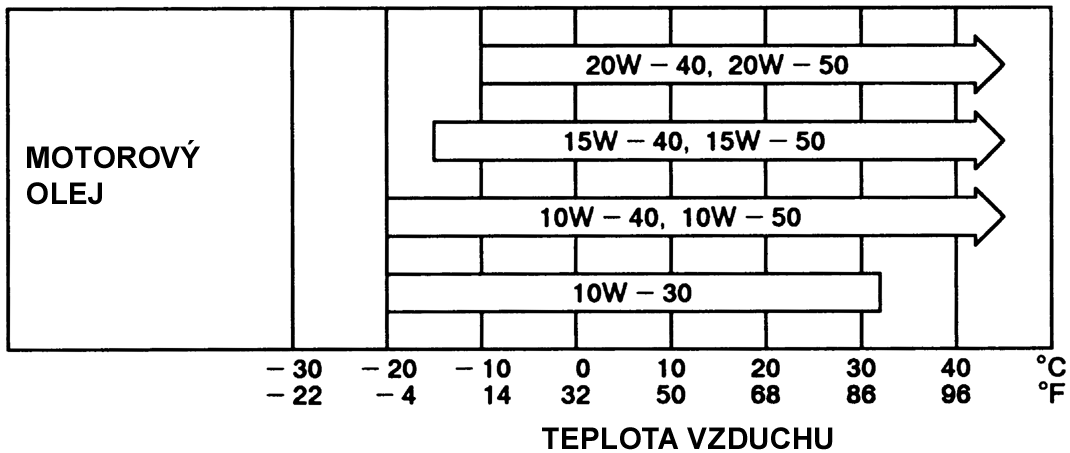 20W – 40, 20W – 50
15W – 40, 15W – 50
MOTOROVÝ
OLEJ
10W – 40, 10W – 50
10W – 30
– 30 – 20 – 10 0 10 20 30 40 °C
– 22 – 4 14 32 50 68 86 96 °F
TEPLOTA VZDUCHU